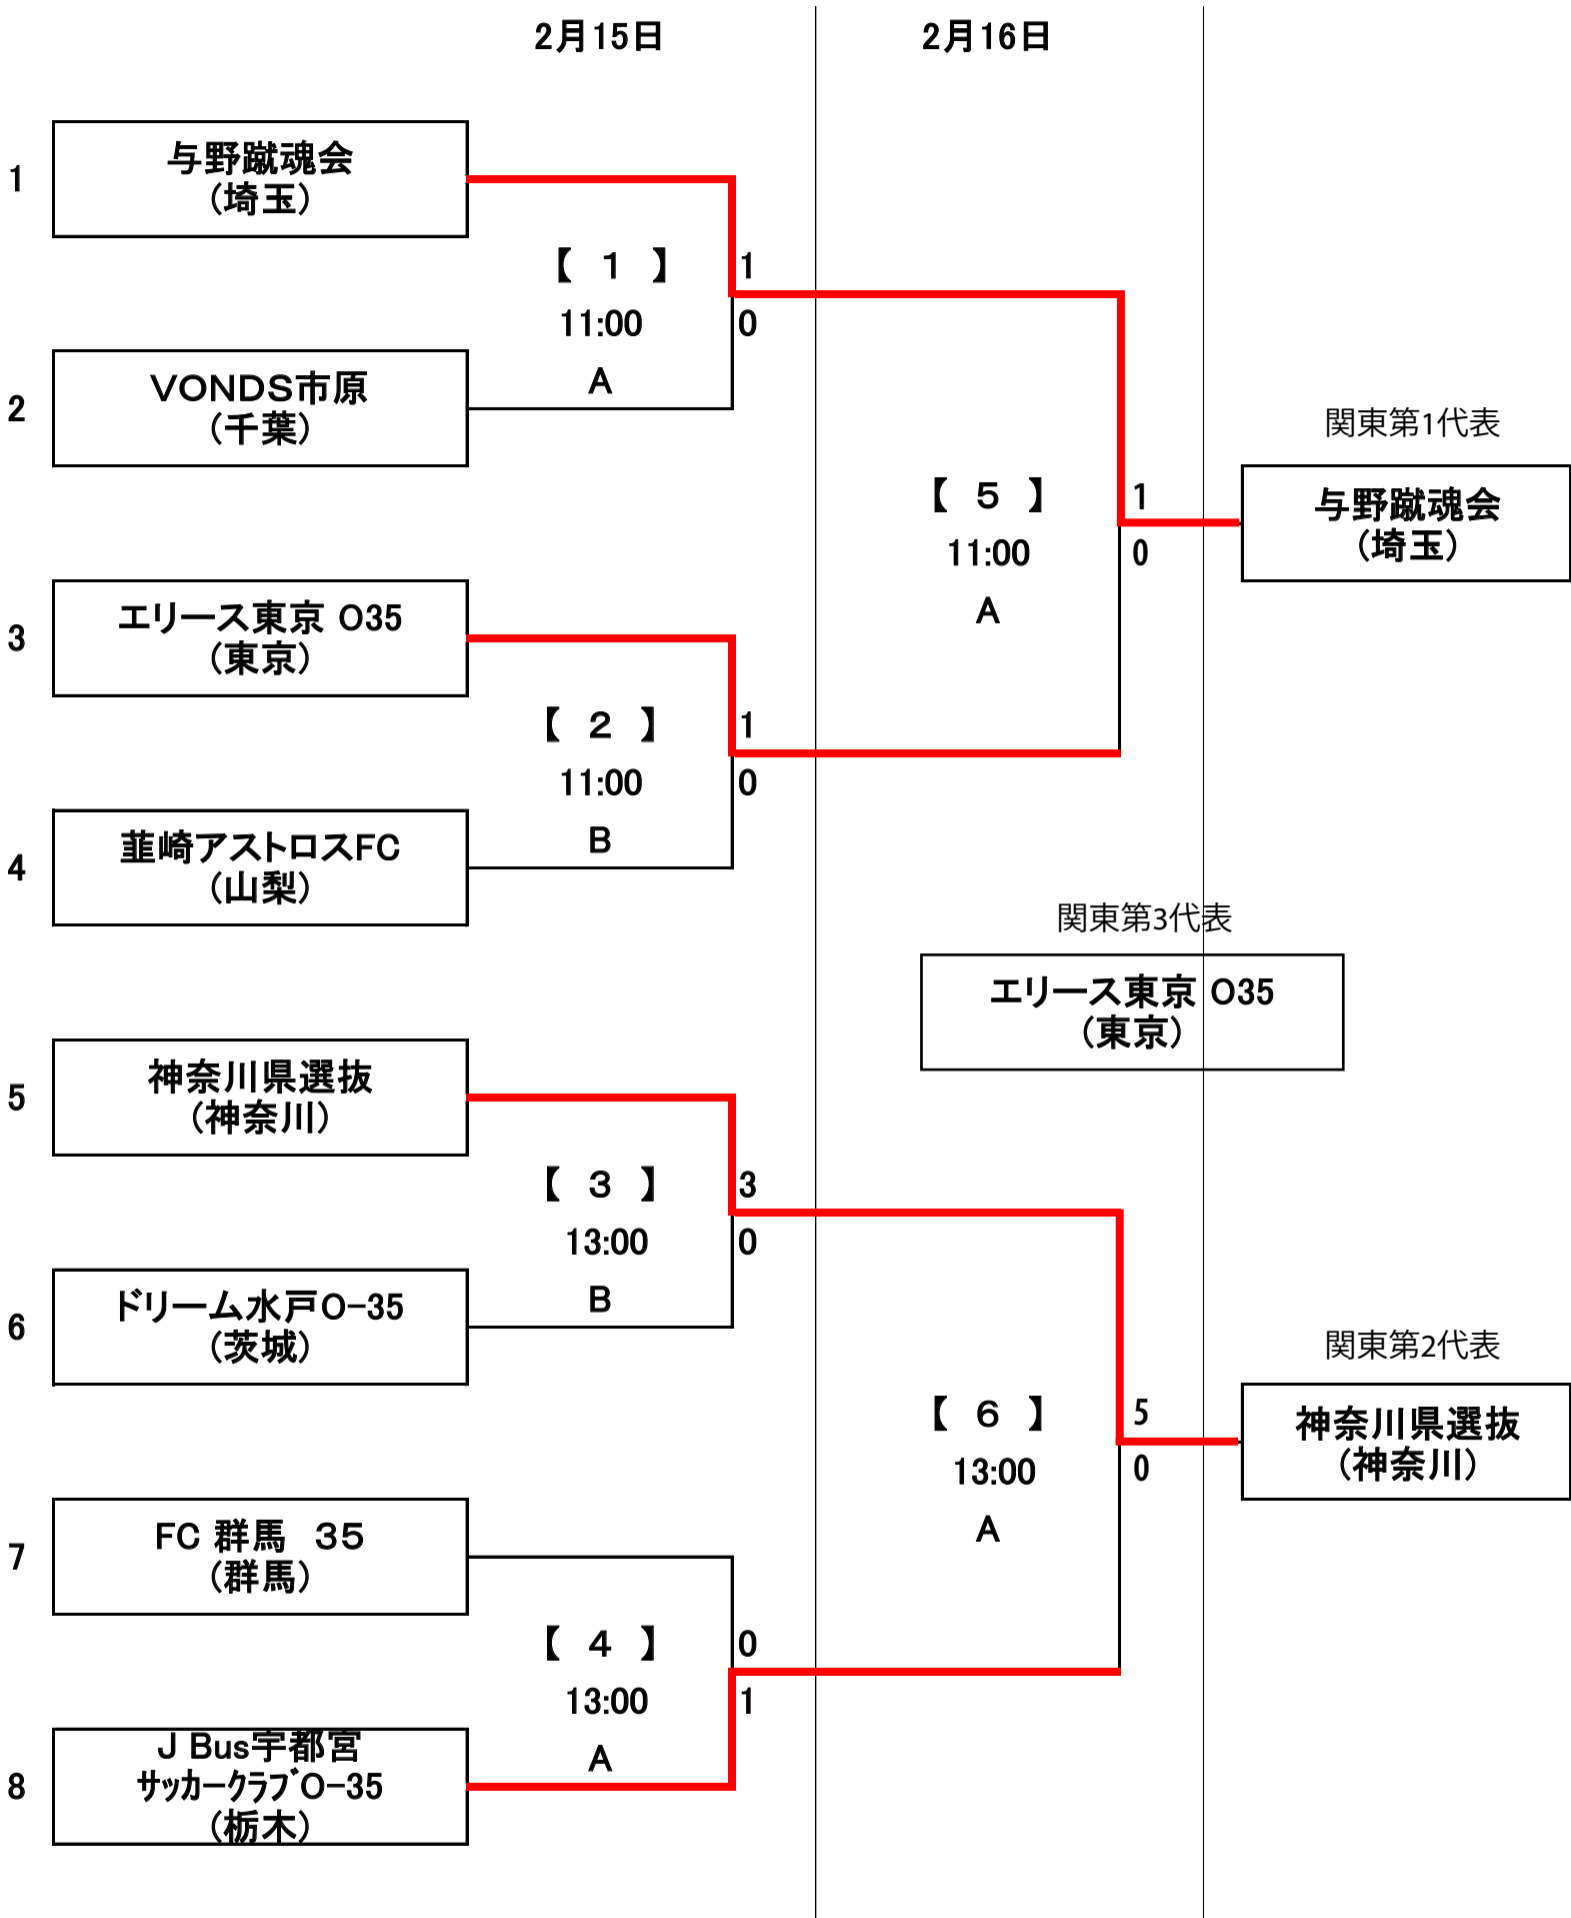 2月15日
2月16日
1
与野蹴魂会
(埼玉)
【 1 】
1
11:00
0
A
2
VONDS市原
(千葉)
関東第1代表
与野蹴魂会
(埼玉)
【 5 】
1
11:00
0
A
3
エリース東京 O35
(東京)
【 2 】
1
11:00
0
B
4
韮崎アストロスFC
(山梨)
関東第3代表
エリース東京 O35
(東京)
5
神奈川県選抜
(神奈川)
【 3 】
3
13:00
0
B
6
ドリーム水戸O-35
(茨城)
関東第2代表
神奈川県選抜
(神奈川)
【 6 】
5
13:00
0
A
7
FC 群馬　35
(群馬)
【 4 】
0
13:00
1
A
8
J Bus宇都宮
ｻｯｶｰｸﾗﾌﾞO-35
(栃木)